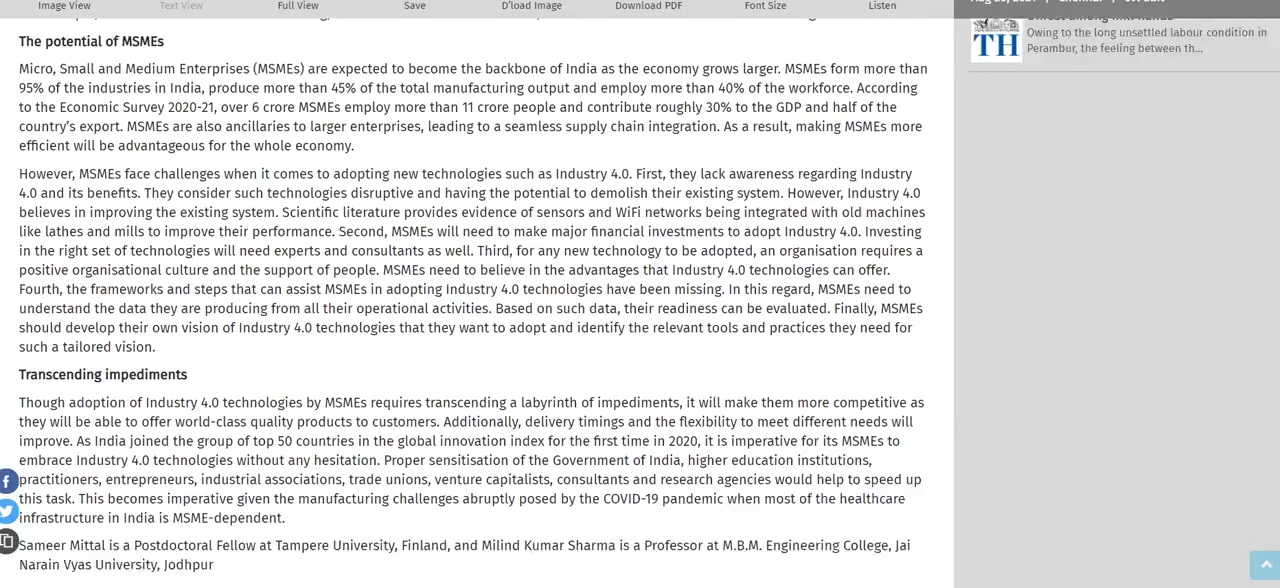 Image View Text View Full View Save D'load Image Download PDF Font Size Listen
The potential of MSMEs
Micro, Small and Medium Enterprises (MSMEs) are expected to become the backbone of India as the economy grows larger. MSMEs form more than
95% of the industries in India, produce more than 45% of the total manufacturing output and employ more than 40% of the workforce. According
to the Economic Survey 2020-21, over 6 crore MSMEs employ more than 11 crore people and contribute roughly 30% to the GDP and half of the
country's export. MSMEs are also ancillaries to larger enterprises, leading to a seamless supply chain integration. As a result, making MSMEs more
efficient will be advantageous for the whole economy.
However, MSMEs face challenges when it comes to adopting new technologies such as Industry 4.0. First, they lack awareness regarding Industry
4.0 and its benefits. They consider such technologies disruptive and having the potential to demolish their existing system. However, Industry 4.0
believes in improving the existing system. Scientific literature provides evidence of sensors and WiFi networks being integrated with old machines
like lathes and mills to improve their performance. Second, MSMEs will need to make major financial investments to adopt Industry 4.0. Investing
in the right set of technologies will need experts and consultants as well. Third, for any new technology to be adopted, an organisation requires a
positive organisational culture and the support of people. MSMEs need to believe in the advantages that Industry 4.0 technologies can offer.
Fourth, the frameworks and steps that can assist MSMEs in adopting Industry 4.0 technologies have been missing. In this regard, MSMEs need to
understand the data they are producing from all their operational activities. Based on such data, their readiness can be evaluated. Finally, MSMEs
should develop their own vision of Industry 4.0 technologies that they want to adopt and identify the relevant tools and practices they need for
such a tailored vision.
Transcending impediments
Though adoption of Industry 4.0 technologies by MSMEs requires transcending a labyrinth of impediments, it will make them more competitive as
they will be able to offer world-class quality products to customers. Additionally, delivery timings and the flexibility to meet different needs will
improve. As India joined the group of top 50 countries in the global innovation index for the first time in 2020, it is imperative for its MSMEs to
embrace Industry 4.0 technologies without any hesitation. Proper sensitisation of the Government of India, higher education institutions,
practitioners, entrepreneurs, industrial associations, trade unions, venture capitalists, consultants and research agencies would help to speed up
this task. This becomes imperative given the manufacturing challenges abruptly posed by the COVID-19 pandemic when most of the healthcare
infrastructure in India is MSME-dependent.
Sameer Mittal is a Postdoctoral Fellow at Tampere University, Finland, and Milind Kumar Sharma is a Professor at M.B.M. Engineering College, Jai
Narain Vyas University, Jodhpur
TH
Owing to the long unsettled labour condition in
Perambur, the feeling between th...